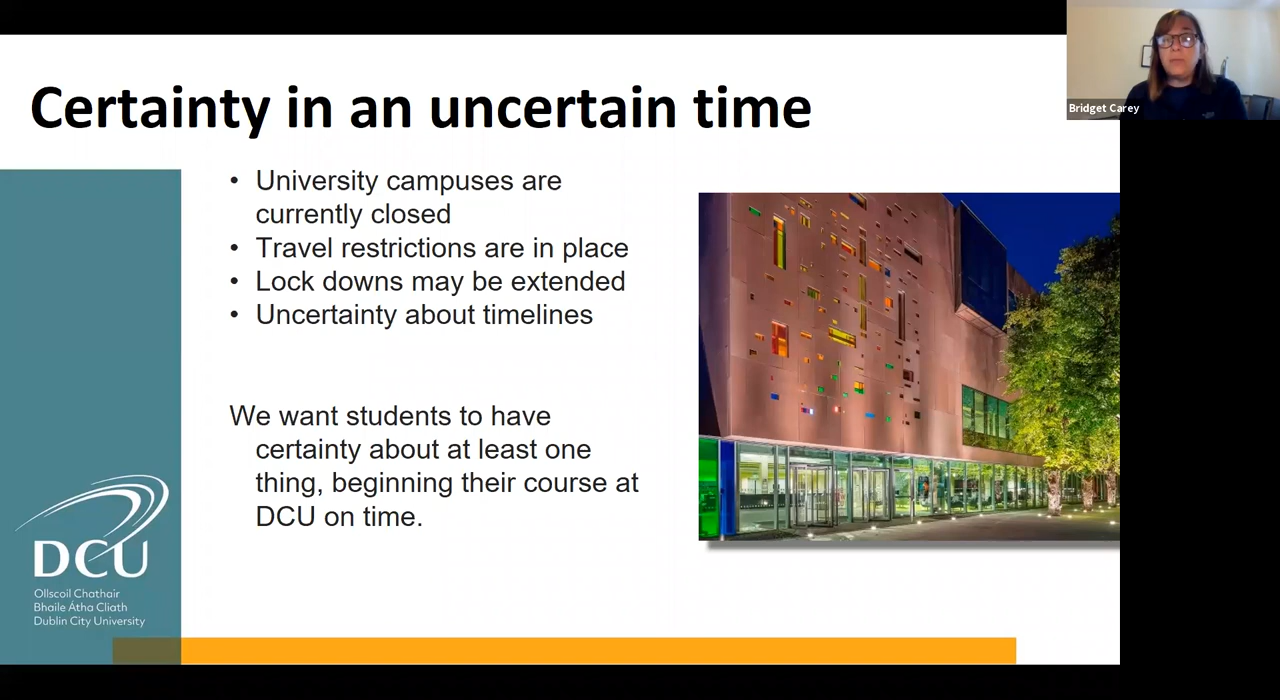 Certainty in an uncertain time
Bridget Carey
• University campuses are
currently closed
• Travel restrictions are in place
• Lock downs may be extended
• Uncertainty about timelines
We want students to have
certainty about at least one
thing, beginning their course at
DCU on time.
DCU
Ollscoil Chathair
Bhaile Átha Cliath
Dublin City University